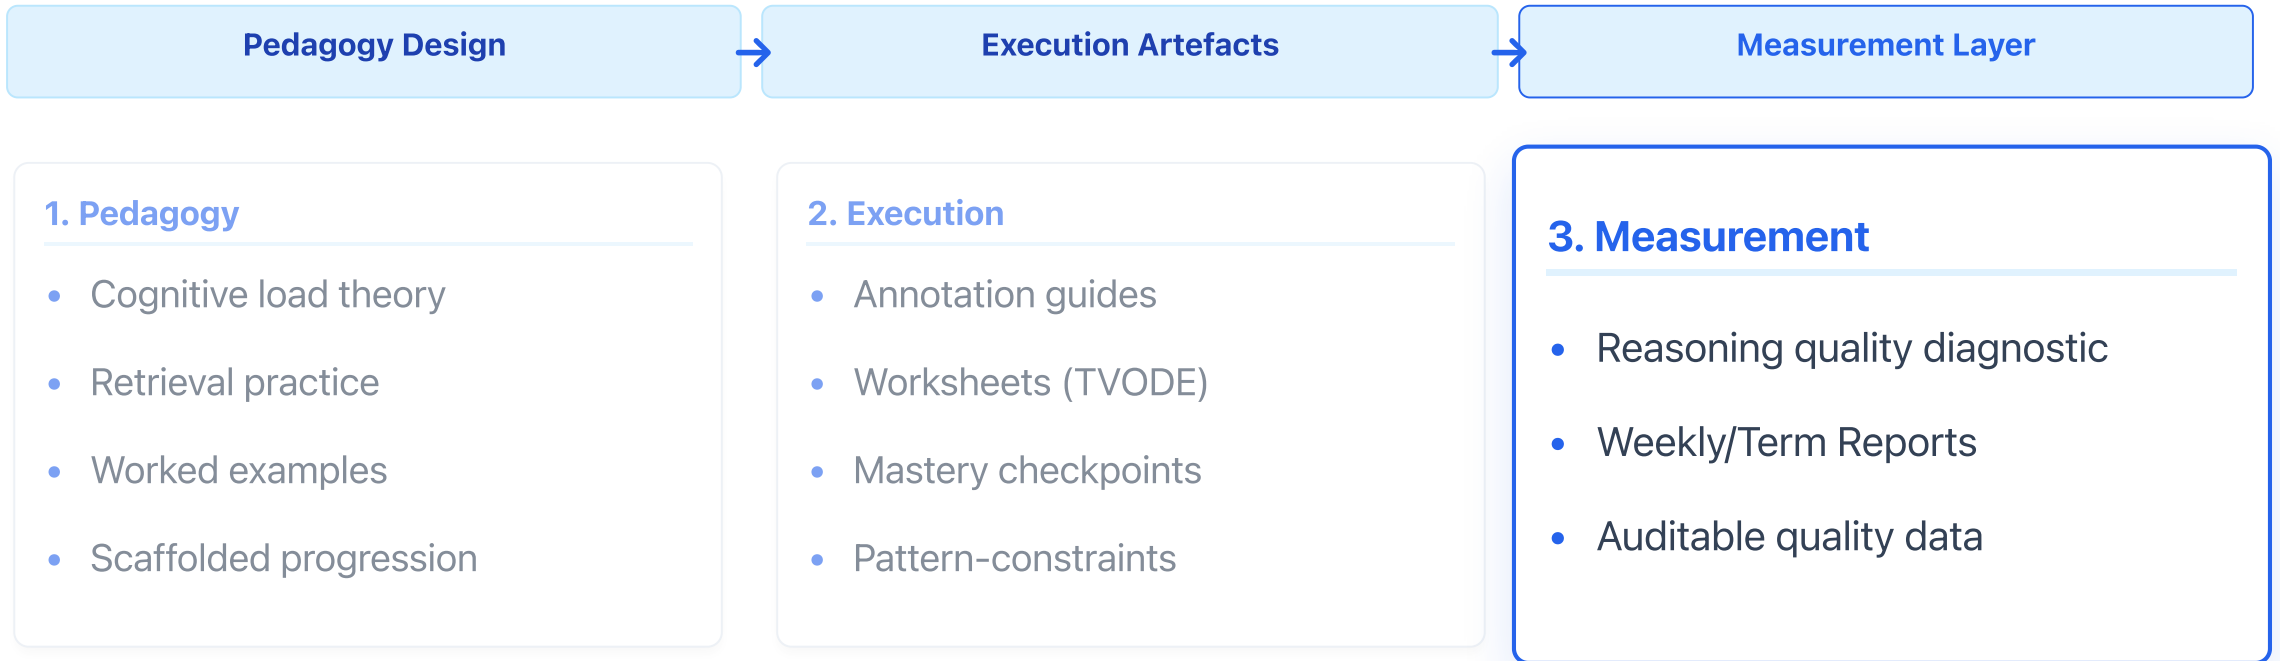 Pedagogy Design
Execution Artefacts
Measurement Layer
1. Pedagogy
• Cognitive load theory
• Retrieval practice
• Worked examples
• Scaffolded progression
2. Execution
• Annotation guides
• Worksheets (TVODE)
• Mastery checkpoints
• Pattern-constraints
3. Measurement
• Reasoning quality diagnostic
• Weekly/Term Reports
• Auditable quality data